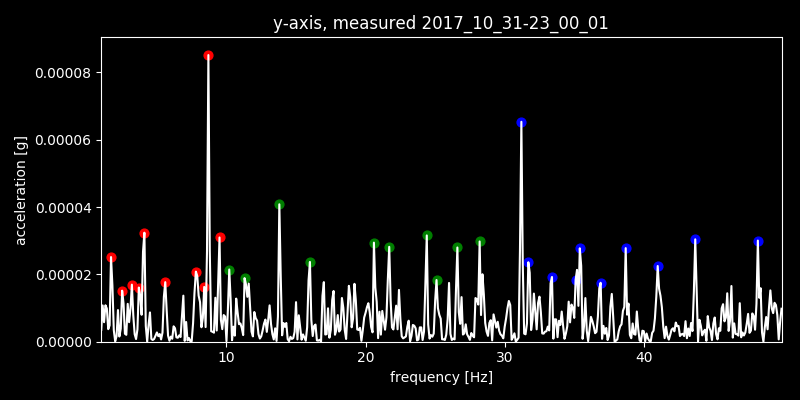 y-axis, measured 2017_10_31-23_00_01
acceleration [g]
0.00008
0.00006
0.00004
0.00002
0.00000
10 20 30 40
frequency [Hz]